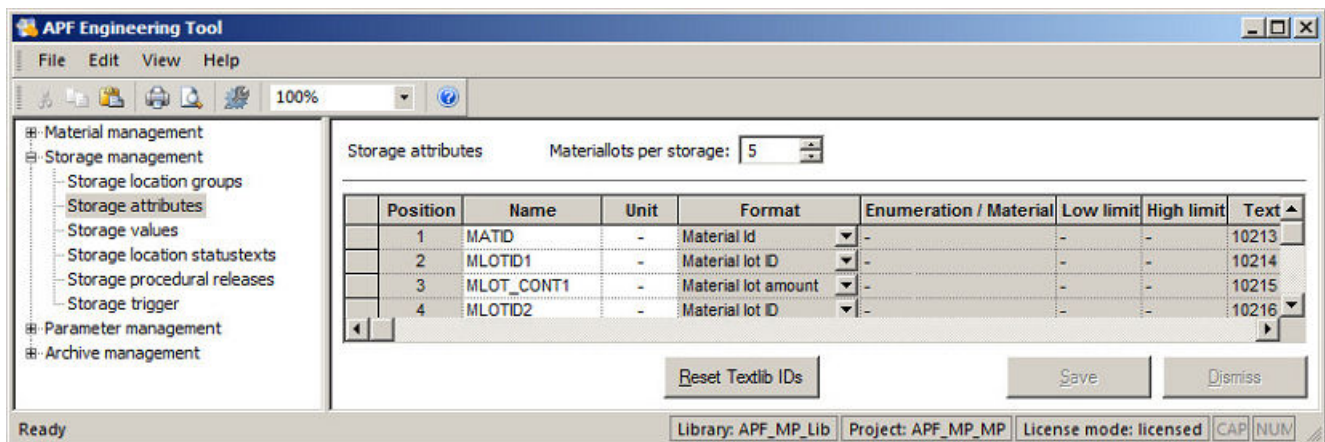 APF Engineering Tool
File Edit View Help
100%
Material management
Storage management
Storage location groups
Storage attributes
Storage values
Storage location statustexts
Storage procedural releases
Storage trigger
Parameter management
Archive management
Storage attributes Materiallots per storage: 5
Position Name Unit Format Enumeration / Material Low limit High limit Text
1 MATID - Material Id - - - 10213
2 MLOTID1 - Material lot ID - - - 10214
3 MLOT_CONT1 - Material lot amount - - - 10215
4 MLOTID2 - Material lot ID - - - 10216
Reset Textlib IDs Save Dismiss
Ready Library: APF_MP_Lib Project: APF_MP_MP License mode: licensed CAP NUM